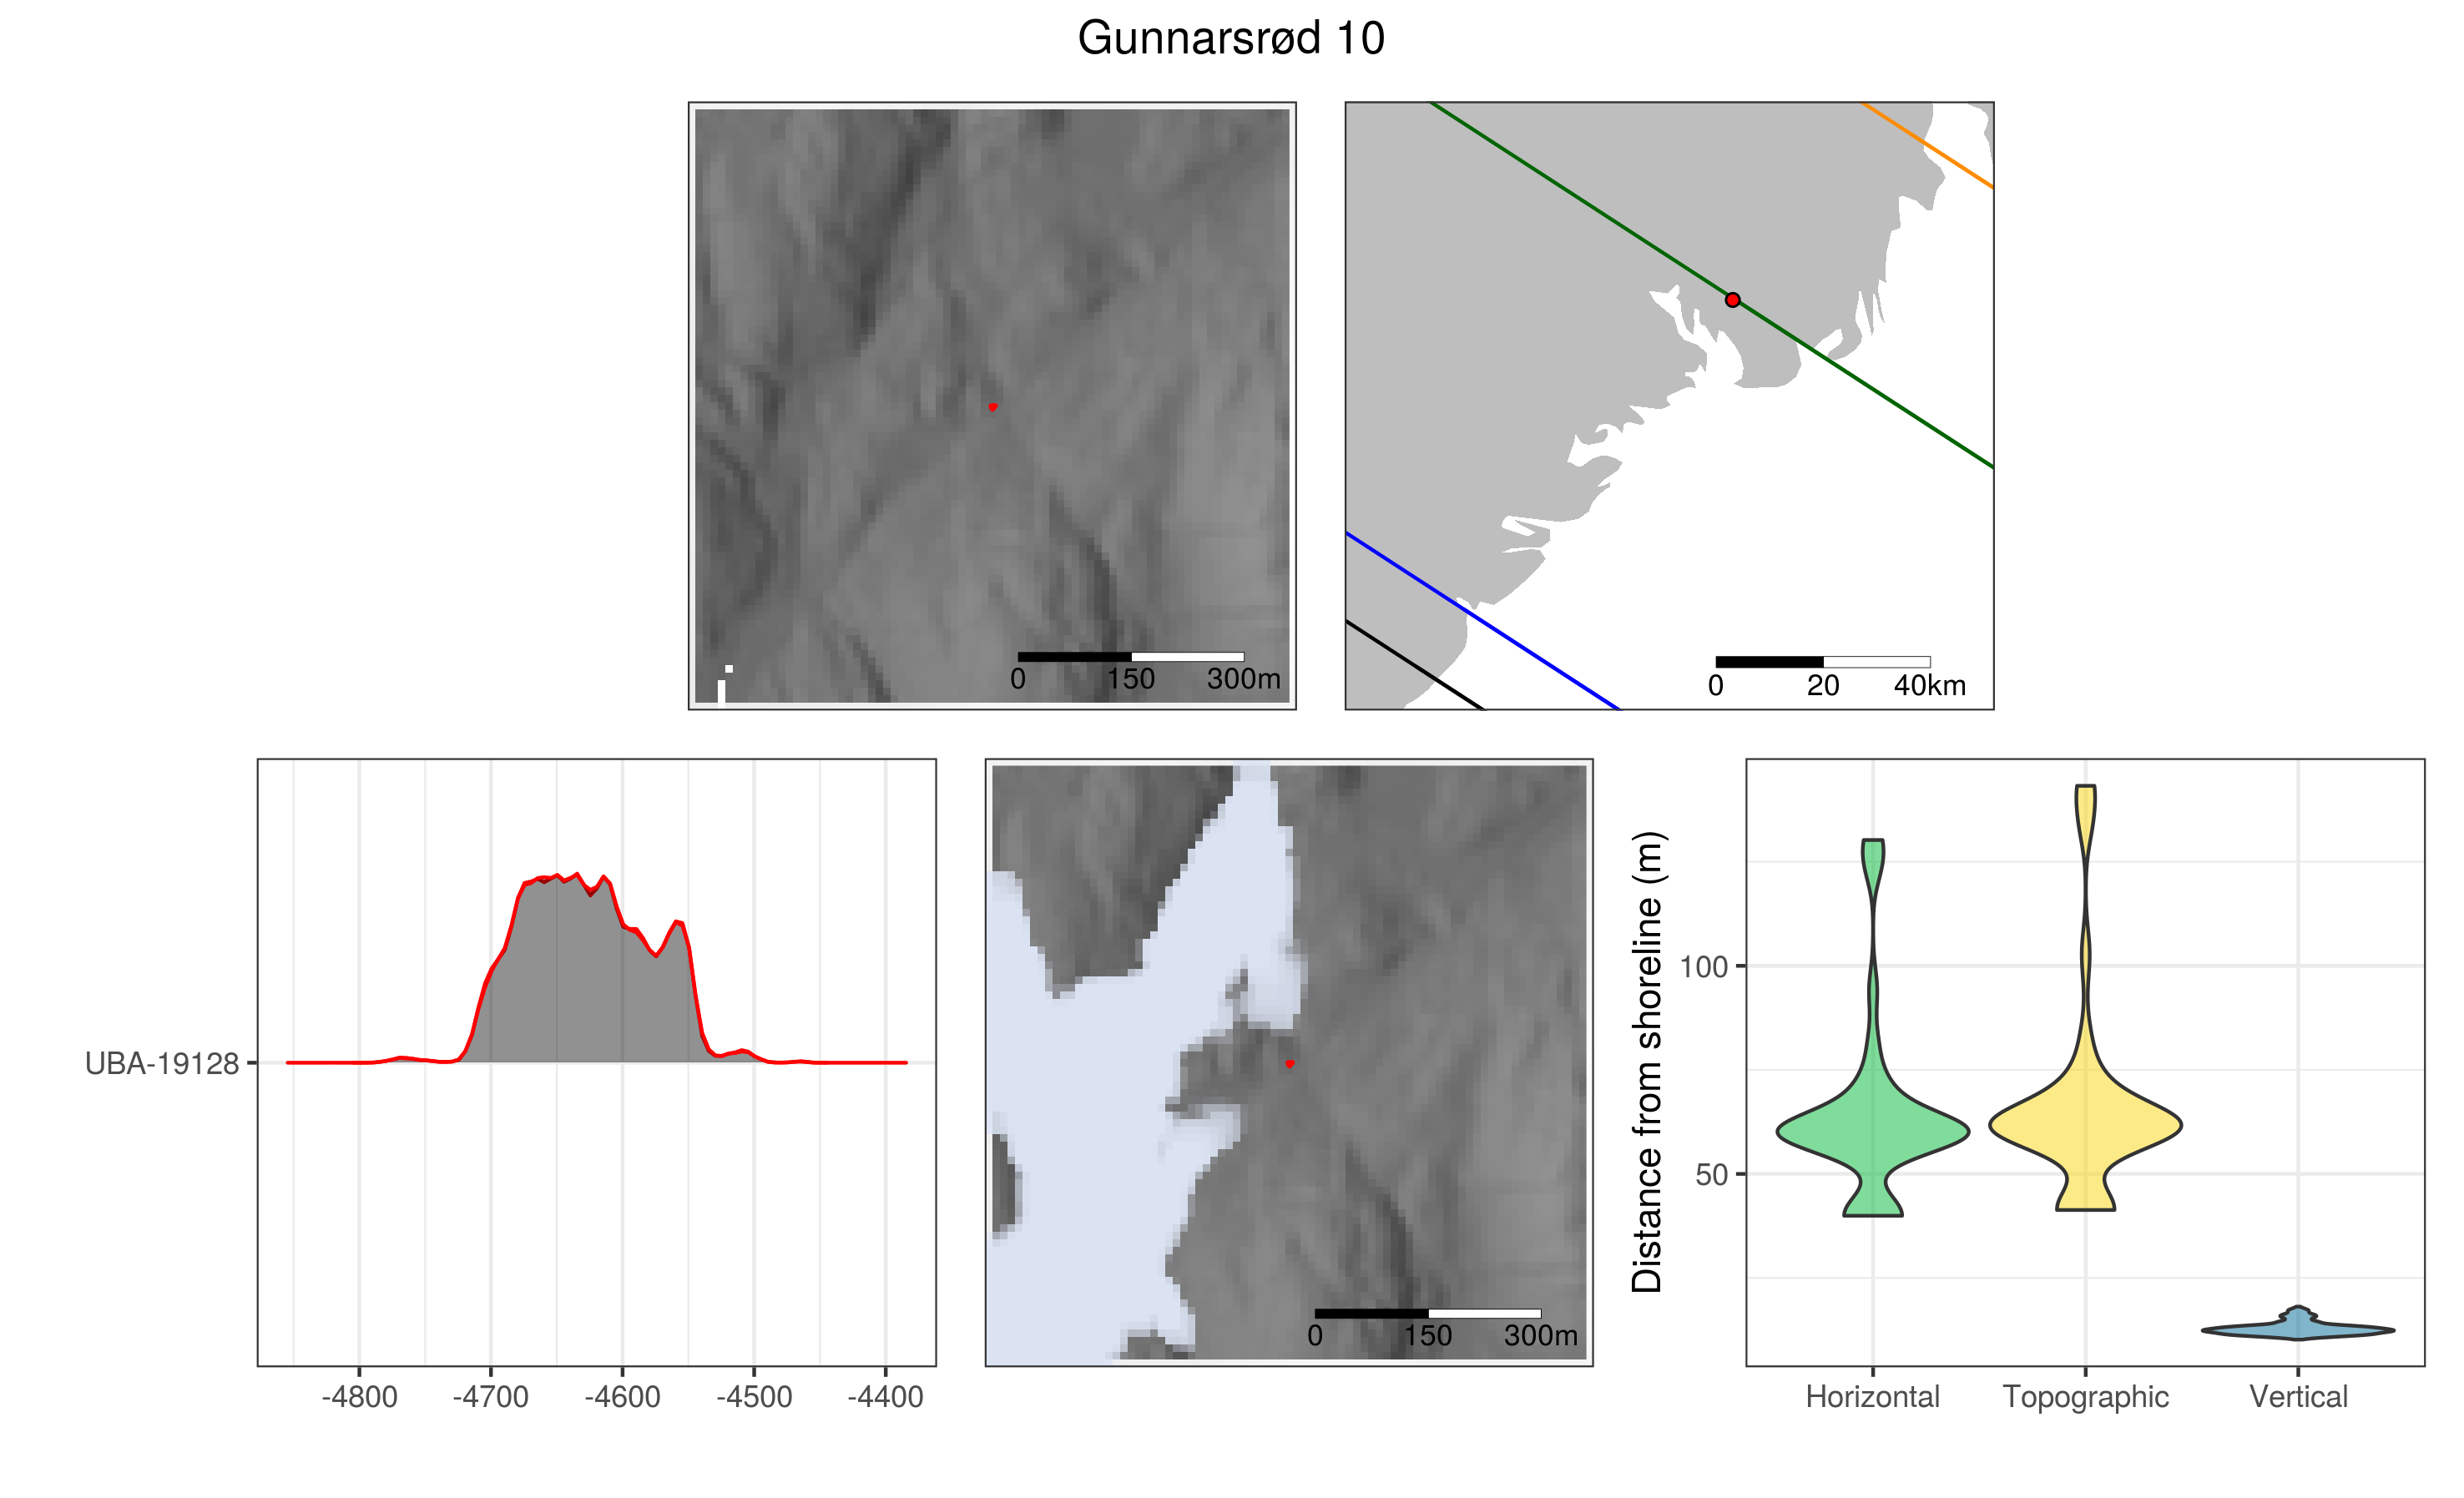 Gunnarsrød 10
0 150 300m
0 20 40km
UBA-19128
-4800 -4700 -4600 -4500 -4400
0 150 300m
Distance from shoreline (m)
100
50
Horizontal Topographic Vertical